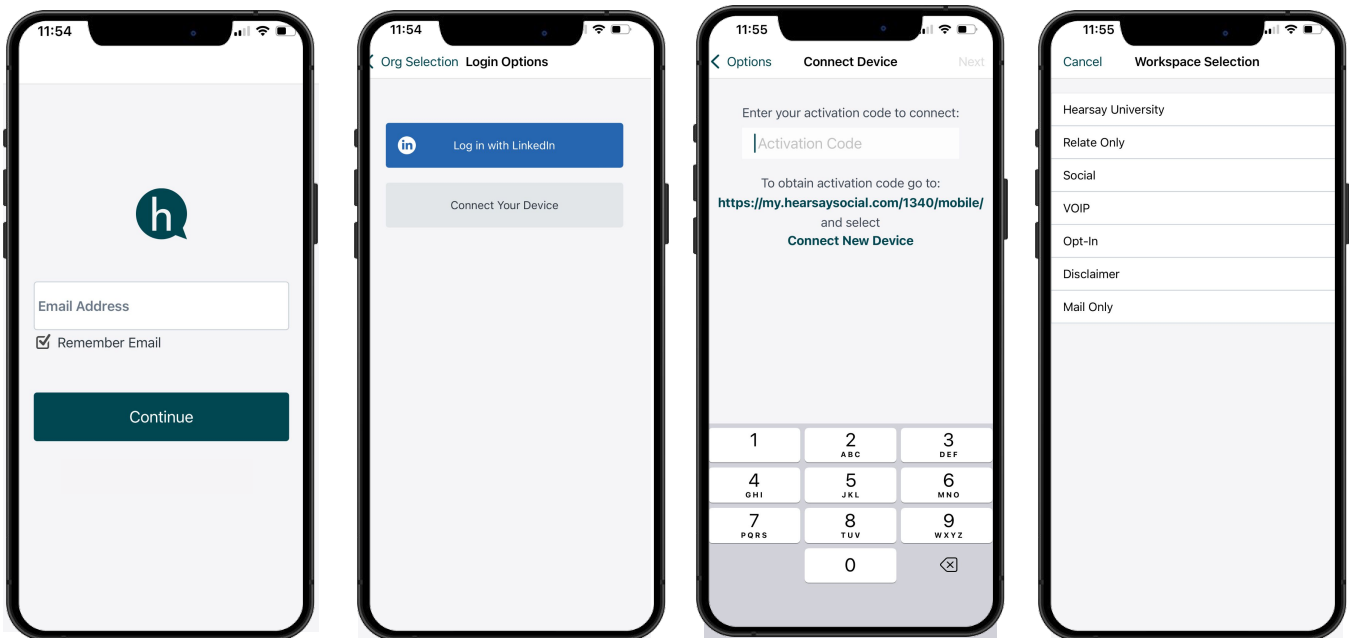 11:54
h
Email Address
Remember Email
Continue
11:54
Org Selection Login Options
in
Log in with LinkedIn
Connect Your Device
11:55
Options Connect Device Next
Enter your activation code to connect:
Activation Code
To obtain activation code go to:
https://my.hearsaysocial.com/1340/mobile/
and select
Connect New Device
1 2 3
ABC DEF
4 5 6
GHI JKL MNO
7 8 9
PQRS TUV WXYZ
0
11:55
Cancel Workspace Selection
Hearsay University
Relate Only
Social
VOIP
Opt-In
Disclaimer
Mail Only